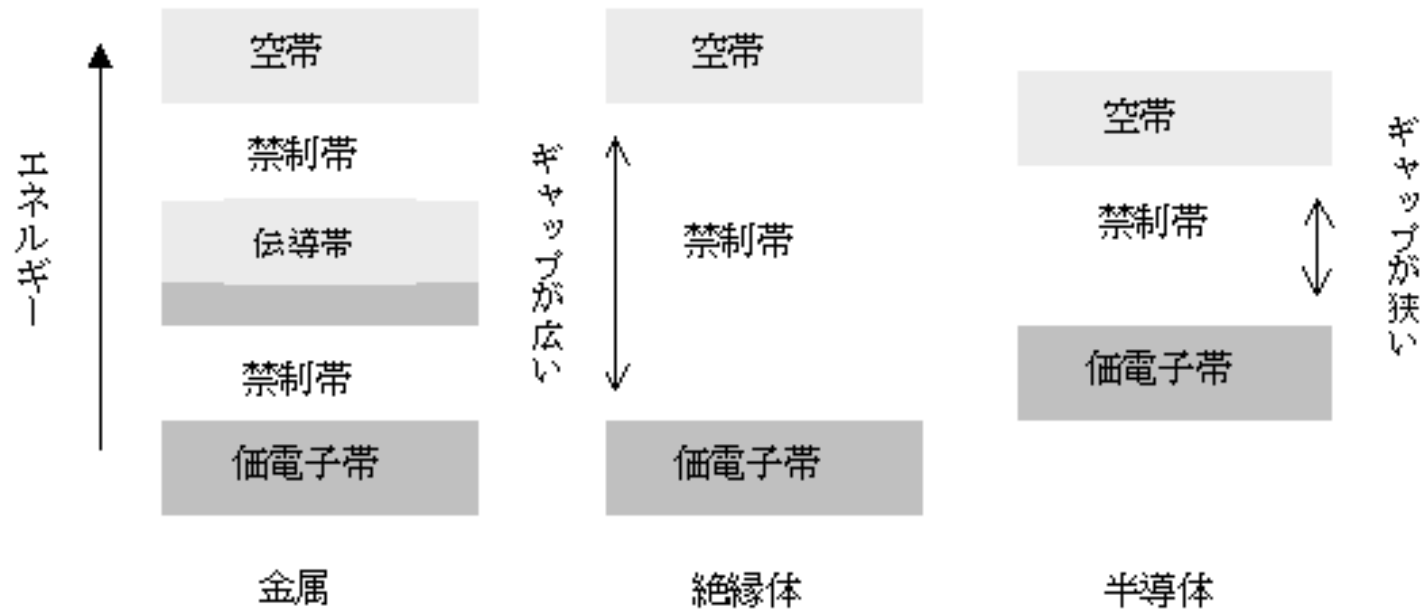 エネルギー
空帯
禁制帯
伝導帯
禁制帯
価電子帯
金属
ギャップが広い
空帯
禁制帯
価電子帯
絶縁体
空帯
禁制帯
価電子帯
半導体
ギャップが狭い